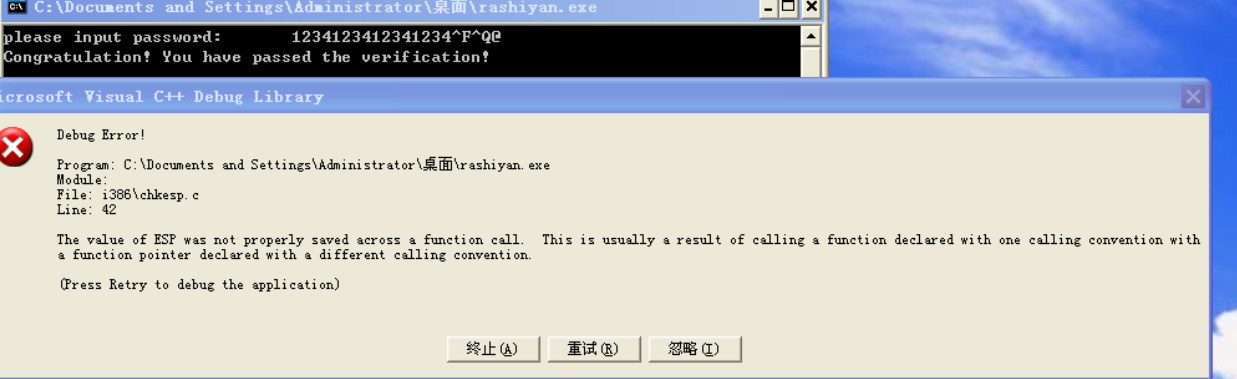 C:\Documents and Settings\Administrator\桌面\rashiyan.exe
please input password: 1234123412341234^F^Q@
Congratulation! You have passed the verification!
icrosoft Visual C++ Debug Library
Debug Error!
Program: C:\Documents and Settings\Administrator\桌面\rashiyan.exe
Module:
File: i386\chkesp.c
Line: 42
The value of ESP was not properly saved across a function call. This is usually a result of calling a function declared with one calling convention with
a function pointer declared with a different calling convention.
(Press Retry to debug the application)
终止(A) 重试(R) 忽略(I)